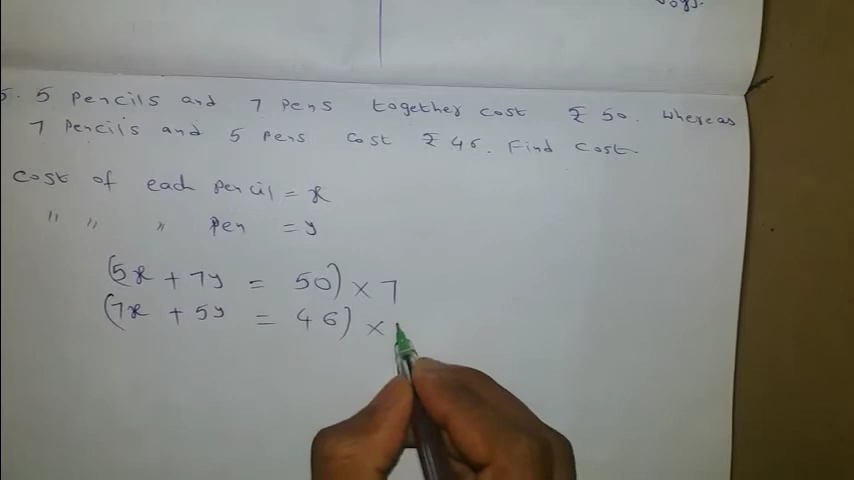 5. 5 Pencils and 7 Pens together cost ₹ 50. Whereas
7 Pencils and 5 Pens cost ₹ 46. Find cost.
cost of each pencil = x
" " " Pen = y
(5x + 7y = 50) × 7
(7x + 5y = 46) ×